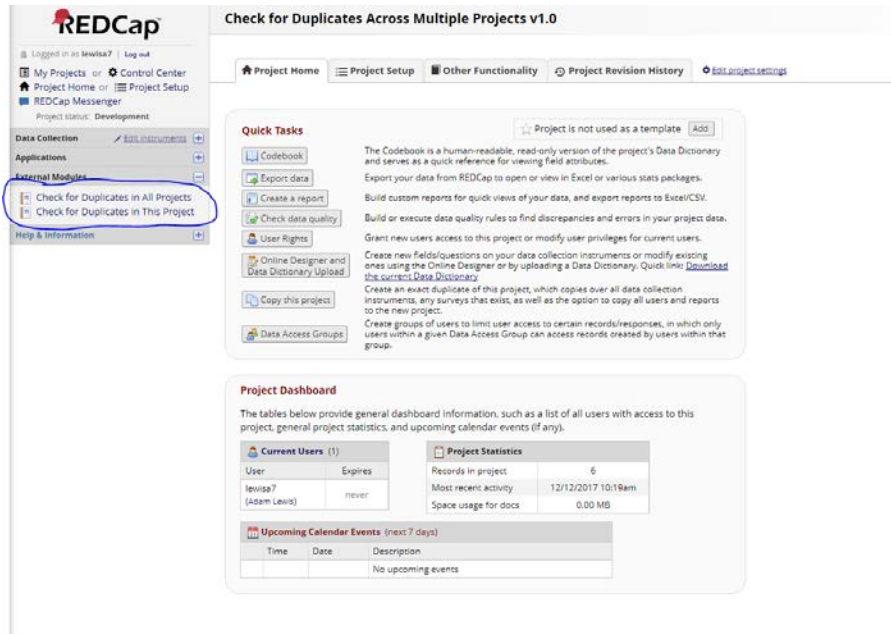 REDCap
Check for Duplicates Across Multiple Projects v1.0
Logged in as lewisa7 | Log out
My Projects or Control Center
Project Home or Project Setup
REDCap Messenger
Project status: Development
Data Collection Edit instruments
Applications
External Modules
Check for Duplicates in All Projects
Check for Duplicates in This Project
Help & Information
Project Home Project Setup Other Functionality Project Revision History Edit project settings
Quick Tasks
Project is not used as a template Add
Codebook
The Codebook is a human-readable, read-only version of the project's Data Dictionary
and serves as a quick reference for viewing field attributes.
Export data
Export your data from REDCap to open or view in Excel or various stats packages.
Create a report
Build custom reports for quick views of your data, and export reports to Excel/CSV.
Check data quality
Build or execute data quality rules to find discrepancies and errors in your project data.
User Rights
Grant new users access to this project or modify user privileges for current users.
Online Designer and
Data Dictionary Upload
Create new fields/questions on your data collection instruments or modify existing
ones using the Online Designer or by uploading a Data Dictionary. Quick link: Download
the current Data Dictionary
Copy this project
Create an exact duplicate of this project, which copies over all data collection
instruments, any surveys that exist, as well as the option to copy all users and reports
to the new project.
Data Access Groups
Create groups of users to limit user access to certain records/responses, in which only
users within a given Data Access Group can access records created by users within that
group.
Project Dashboard
The tables below provide general dashboard information, such as a list of all users with access to this
project, general project statistics, and upcoming calendar events (if any).
Current Users (1)
User Expires
lewisa7
(Adam Lewis)
never
Project Statistics
Records in project 6
Most recent activity 12/12/2017 10:19am
Space usage for docs 0.00 MB
Upcoming Calendar Events (next 7 days)
Time Date Description
No upcoming events